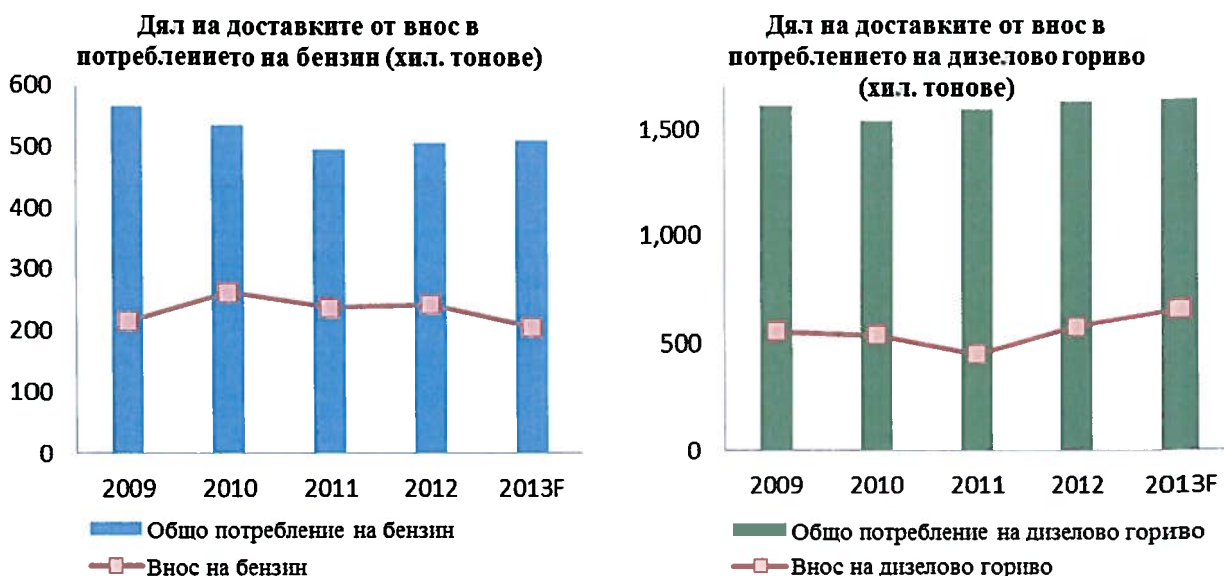 Дял на доставките от внос в
потреблението на бензин (хил. тонове)
600
500
400
300
200
100
0
2009 2010 2011 2012 2013F
Общо потребление на бензин
Внос на бензин
Дял на доставките от внос в
потреблението на дизелово гориво
(хил. тонове)
1,500
1,000
500
0
2009 2010 2011 2012 2013F
Общо потребление на дизелово гориво
Внос на дизелово гориво